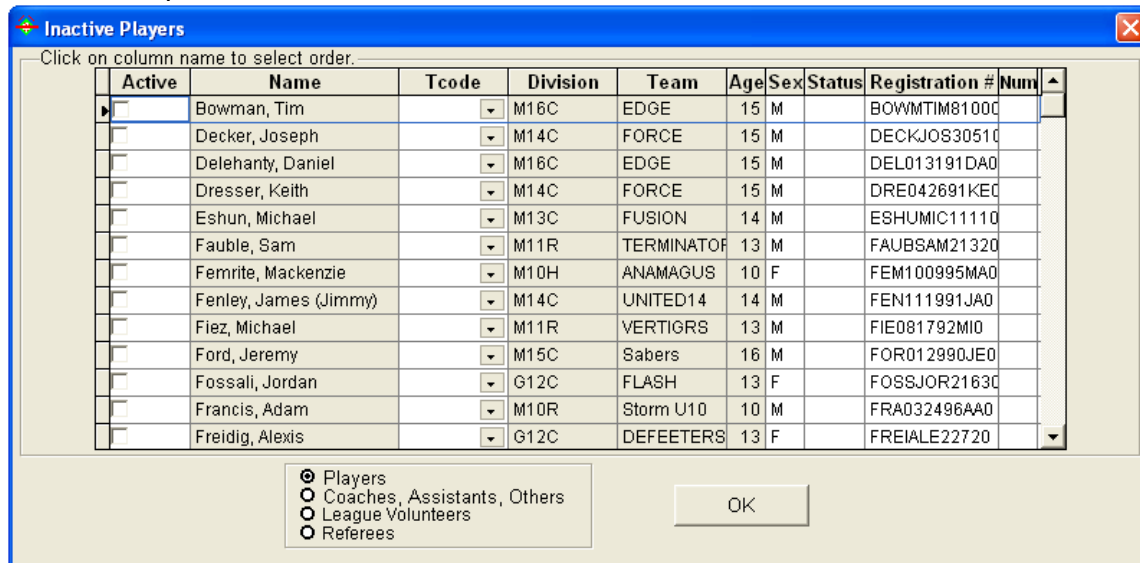 Inactive Players
Click on column name to select order.
Active Name Tcode Division Team Age Sex Status Registration # Num
Bowman, Tim M16C EDGE 15 M BOWMTIM81000
Decker, Joseph M14C FORCE 15 M DECKJOS30510
Delehanty, Daniel M16C EDGE 15 M DEL013191DA0
Dresser, Keith M14C FORCE 15 M DRE042691KE0
Eshun, Michael M13C FUSION 14 M ESHUMIC11110
Fauble, Sam M11R TERMINATOR 13 M FAUBSAM21320
Femrite, Mackenzie M10H ANAMAGUS 10 F FEM100995MA0
Fenley, James (Jimmy) M14C UNITED14 14 M FEN111991JA0
Fiez, Michael M11R VERTIGRS 13 M FIE081792MI0
Ford, Jeremy M15C Sabers 16 M FOR012990JE0
Fossali, Jordan G12C FLASH 13 F FOSSJOR21630
Francis, Adam M10R Storm U10 10 M FRA032496AA0
Freidig, Alexis G12C DEFEETERS 13 F FREIALE22720
Players
Coaches, Assistants, Others
League Volunteers
Referees
OK